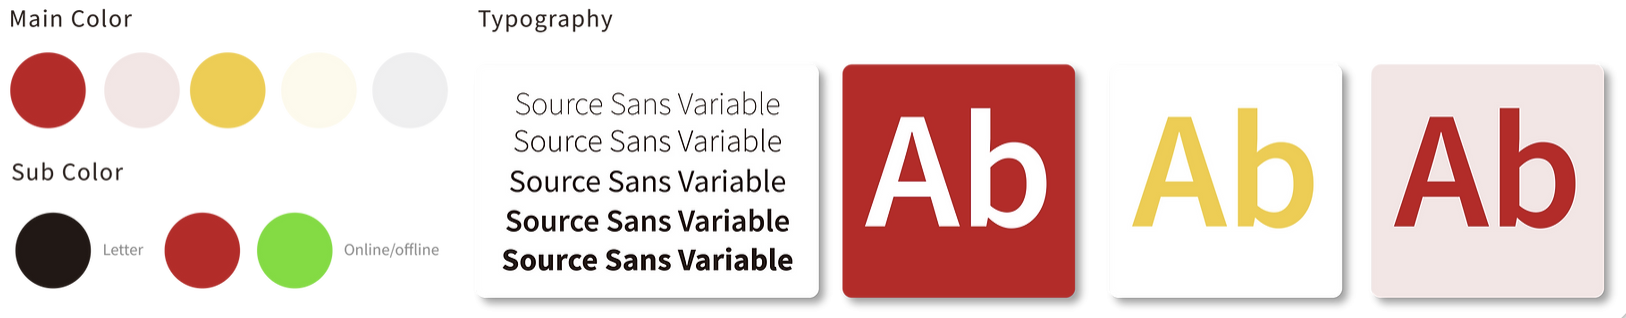 Main Color
Sub Color
Letter
Online/offline
Typography
Source Sans Variable
Source Sans Variable
Source Sans Variable
Source Sans Variable
Source Sans Variable
Ab
Ab
Ab